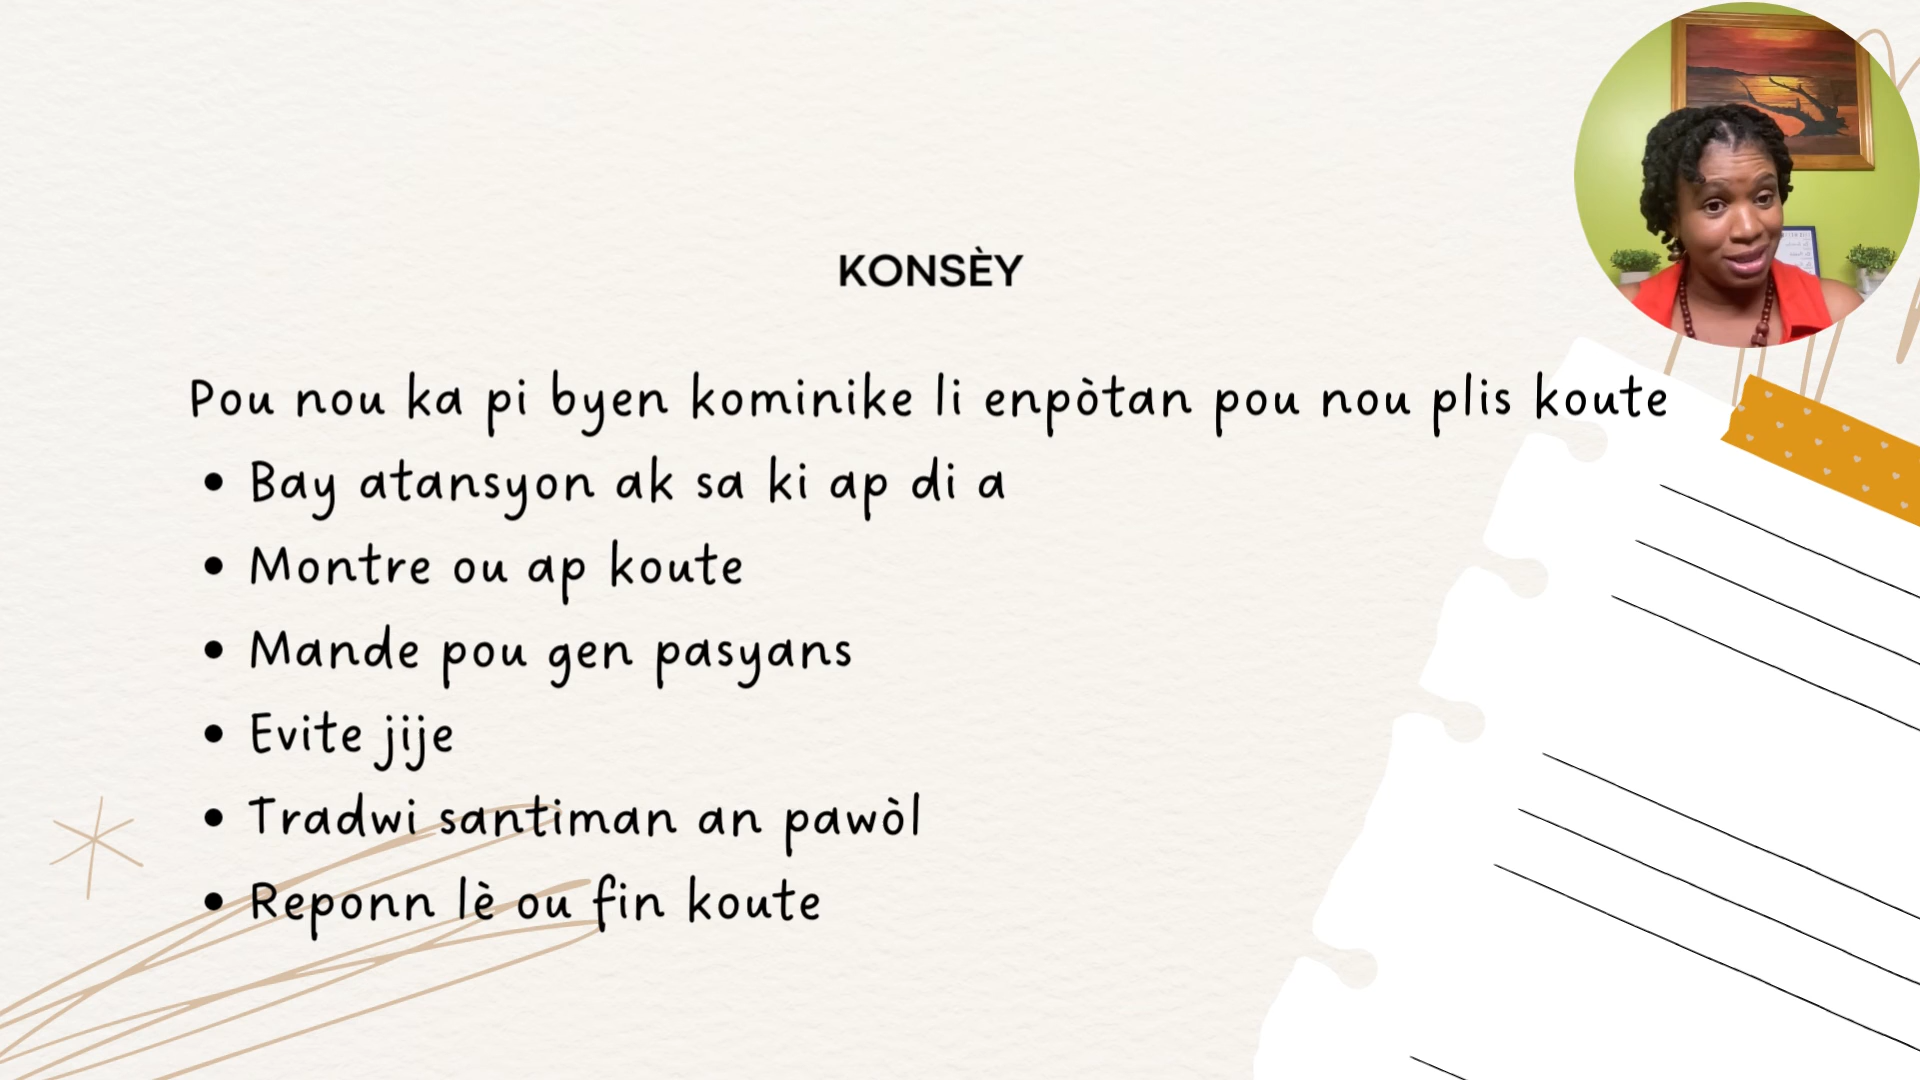 KONSÈY
Pou nou ka pi byen kominike li enpòtan pou nou plis koute
• Bay atansyon ak sa ki ap di a
• Montre ou ap koute
• Mande pou gen pasyans
• Evite jije
• Tradwi santiman an pawòl
• Reponn lè ou fin koute